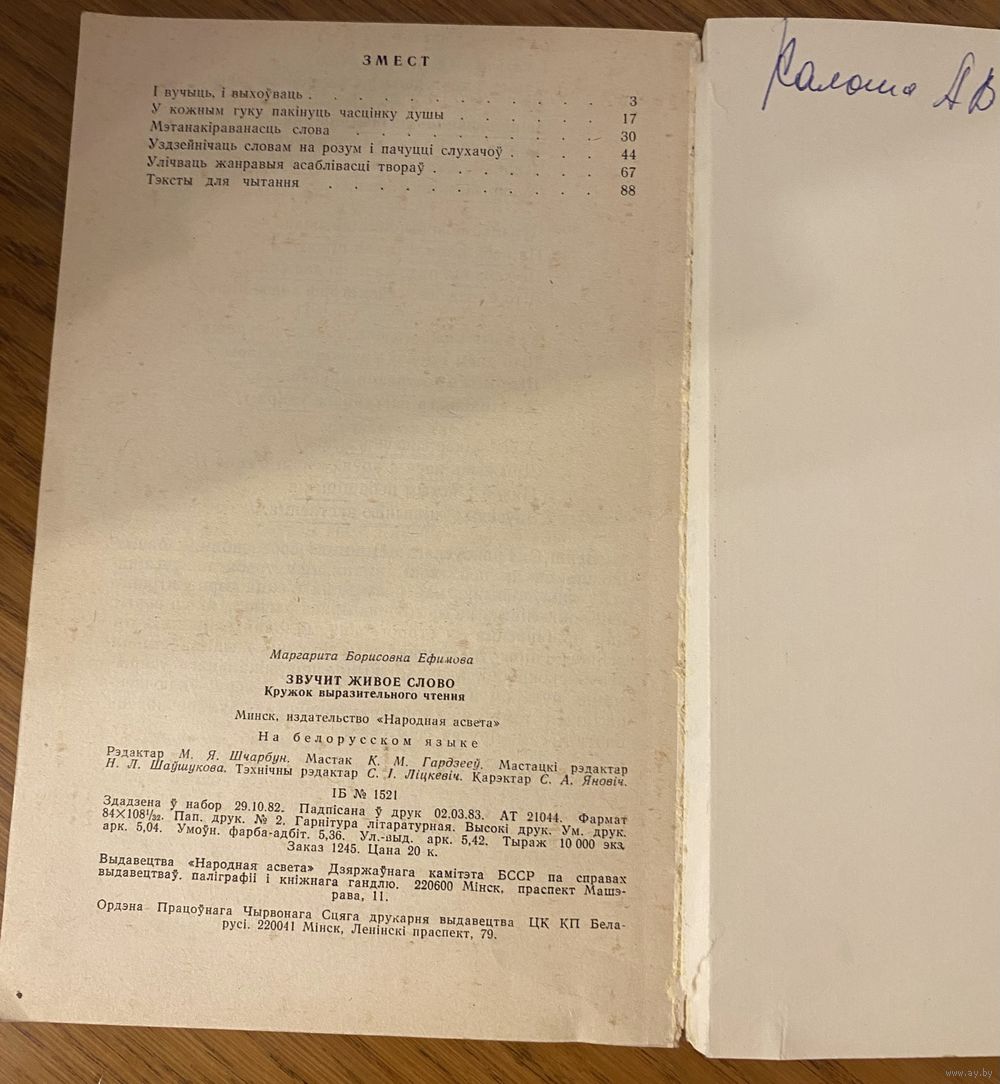 ЗМЕСТ
І вучыць, і выхоўваць . . . . . . . . . . . . 3
У кожным гуку пакінуць часцінку душы . . . . . . 17
Мэтанакіраванасць слова . . . . . . . . . . 30
Уздзейнічаць словам на розум і пачуцці слухачоў . . . . 44
Улічваць жанравыя асаблівасці твораў . . . . . . . 67
Тэксты для чытання . . . . . . . . . . . 88
Маргарита Борисовна Ефимова
ЗВУЧИТ ЖИВОЕ СЛОВО
Кружок выразительного чтения
Минск, издательство «Народная асвета»
На белорусском языке
Рэдактар М. Я. Шчарбун. Мастак К. М. Гардзееў. Мастацкі рэдактар
Н. Л. Шаўшукова. Тэхнічны рэдактар С. І. Ліцкевіч. Карэктар С. А. Яновіч.
ІБ № 1521
Здадзена ў набор 29.10.82. Падпісана ў друк 02.03.83. АТ 21044. Фармат
84×108¹/₃₂. Пап. друк. № 2. Гарнітура літаратурная. Высокі друк. Ум. друк.
арк. 5,04. Умоўн. фарба-адбіт. 5,36. Ул.-выд. арк. 5,42. Тыраж 10 000 экз.
Заказ 1245. Цана 20 к.
Выдавецтва «Народная асвета» Дзяржаўнага камітэта БССР па справах
выдавецтваў, паліграфіі і кніжнага гандлю. 220600 Мінск, праспект Машэ-
рава, 11.
Ордэна Працоўнага Чырвонага Сцяга друкарня выдавецтва ЦК КП Бела-
русі. 220041 Мінск, Ленінскі праспект, 79.
Калоша А В
www.ay.by